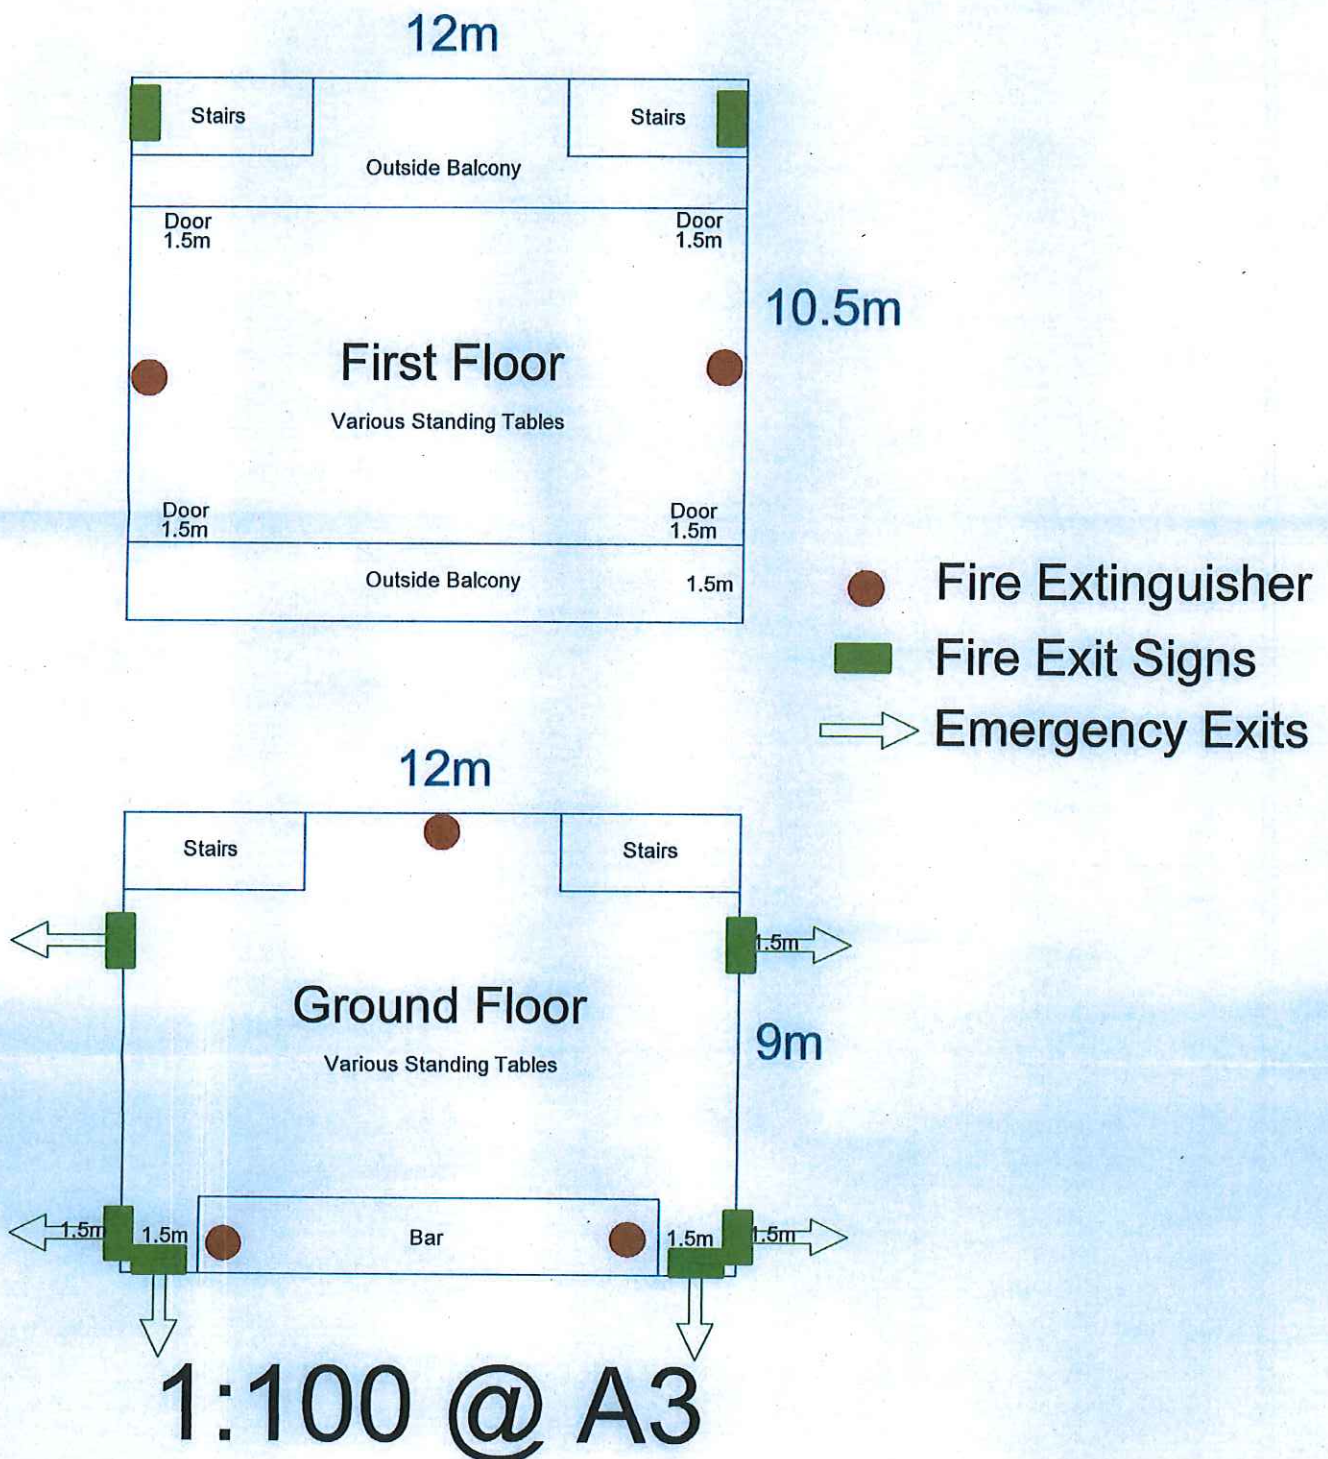 12m
Stairs
Stairs
Outside Balcony
Door
1.5m
Door
1.5m
10.5m
First Floor
Various Standing Tables
Door
1.5m
Door
1.5m
Outside Balcony
1.5m
Fire Extinguisher
Fire Exit Signs
Emergency Exits
12m
Stairs
Stairs
1.5m
Ground Floor
9m
Various Standing Tables
1.5m
1.5m
Bar
1.5m
1.5m
1:100 @ A3